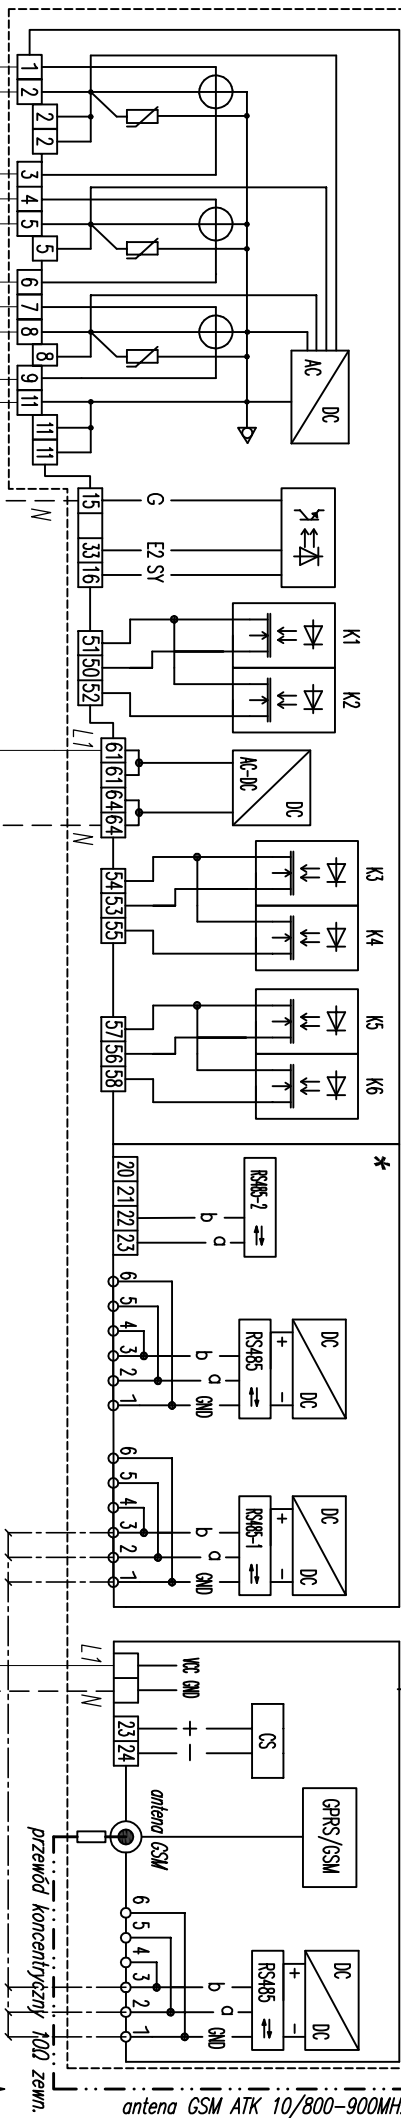 1
2
2
2
3
4
5
5
6
7
8
8
9
11
11
11
AC
DC
15
N
33
16
G
E2
SY
51
50
52
K1
K2
L1
61
61
64
64
N
AC-DC
DC
54
53
55
K3
K4
57
56
58
K5
K6
*
20
21
22
23
b
a
RS485-2
6
5
4
3
2
1
b
a
GND
RS485
+
-
DC
DC
6
5
4
3
2
1
b
a
GND
RS485-1
+
-
DC
DC
L1
N
VCC
GND
23
24
+
-
CS
antena GSM
GPRS/GSM
6
5
4
3
2
1
b
a
GND
RS485
+
-
DC
DC
przewód koncentryczny 10Ω zewn.
antena GSM ATK 10/800-900MH